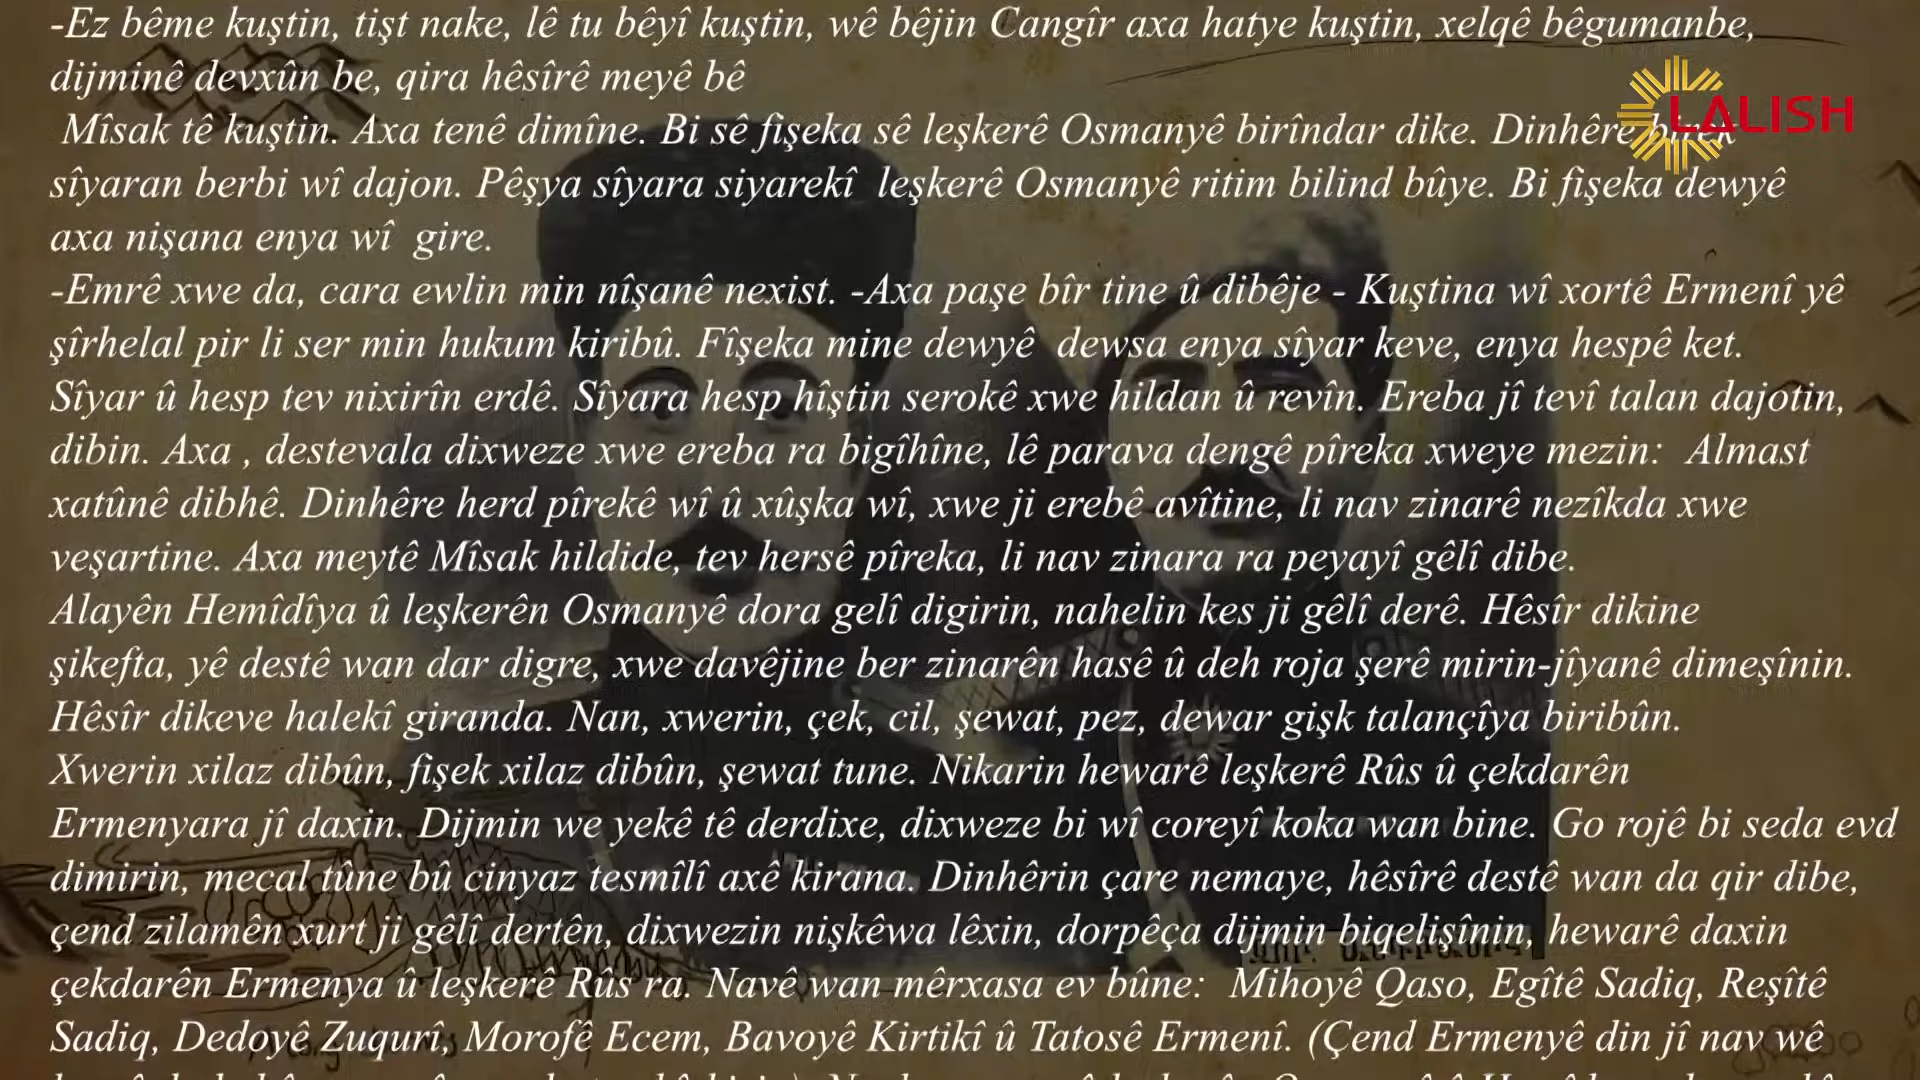 -Ez bême kuştin, tişt nake, lê tu bêyî kuştin, wê bêjin Cangîr axa hatye kuştin, xelqê bêgumanbe,
dijminê devxûn be, qira hêsîrê meyê bê
LALISH
Mîsak tê kuştin. Axa tenê dimîne. Bi sê fişeka sê leşkerê Osmanyê birîndar dike. Dinhêre birek
sîyaran berbi wî dajon. Pêşya sîyara siyarekî leşkerê Osmanyê ritim bilind bûye. Bi fişeka dewyê
axa nişana enya wî gire.
-Emrê xwe da, cara ewlin min nîşanê nexist. -Axa paşe bîr tine û dibêje - Kuştina wî xortê Ermenî yê
şîrhelal pir li ser min hukum kiribû. Fîşeka mine dewyê dewsa enya sîyar keve, enya hespê ket.
Sîyar û hesp tev nixirîn erdê. Sîyara hesp hîştin serokê xwe hildan û revîn. Ereba jî tevî talan dajotin,
dibin. Axa , destevala dixweze xwe ereba ra bigîhîne, lê parava dengê pîreka xweye mezin: Almast
xatûnê dibhê. Dinhêre herd pîrekê wî û xûşka wî, xwe ji erebê avîtine, li nav zinarê nezîkda xwe
veşartine. Axa meytê Mîsak hildide, tev hersê pîreka, li nav zinara ra peyayî gêlî dibe.
Alayên Hemîdîya û leşkerên Osmanyê dora gelî digirin, nahelin kes ji gêlî derê. Hêsîr dikine
şikefta, yê destê wan dar digre, xwe davêjine ber zinarên hasê û deh roja şerê mirin-jîyanê dimeşînin.
Hêsîr dikeve halekî giranda. Nan, xwerin, çek, cil, şewat, pez, dewar gişk talançîya biribûn.
Xwerin xilaz dibûn, fişek xilaz dibûn, şewat tune. Nikarin hewarê leşkerê Rûs û çekdarên
Ermenyara jî daxin. Dijmin we yekê tê derdixe, dixweze bi wî coreyî koka wan bine. Go rojê bi seda evd
dimirin, mecal tûne bû cinyaz tesmîlî axê kirana. Dinhêrin çare nemaye, hêsîrê destê wan da qir dibe,
çend zilamên xurt ji gêlî dertên, dixwezin nişkêwa lêxin, dorpêça dijmin biqelişînin, hewarê daxin
çekdarên Ermenya û leşkerê Rûs ra. Navê wan mêrxasa ev bûne: Mihoyê Qaso, Egîtê Sadiq, Reşîtê
Sadiq, Dedoyê Zuqurî, Morofê Ecem, Bavoyê Kirtikî û Tatosê Ermenî. (Çend Ermenyê din jî nav wê